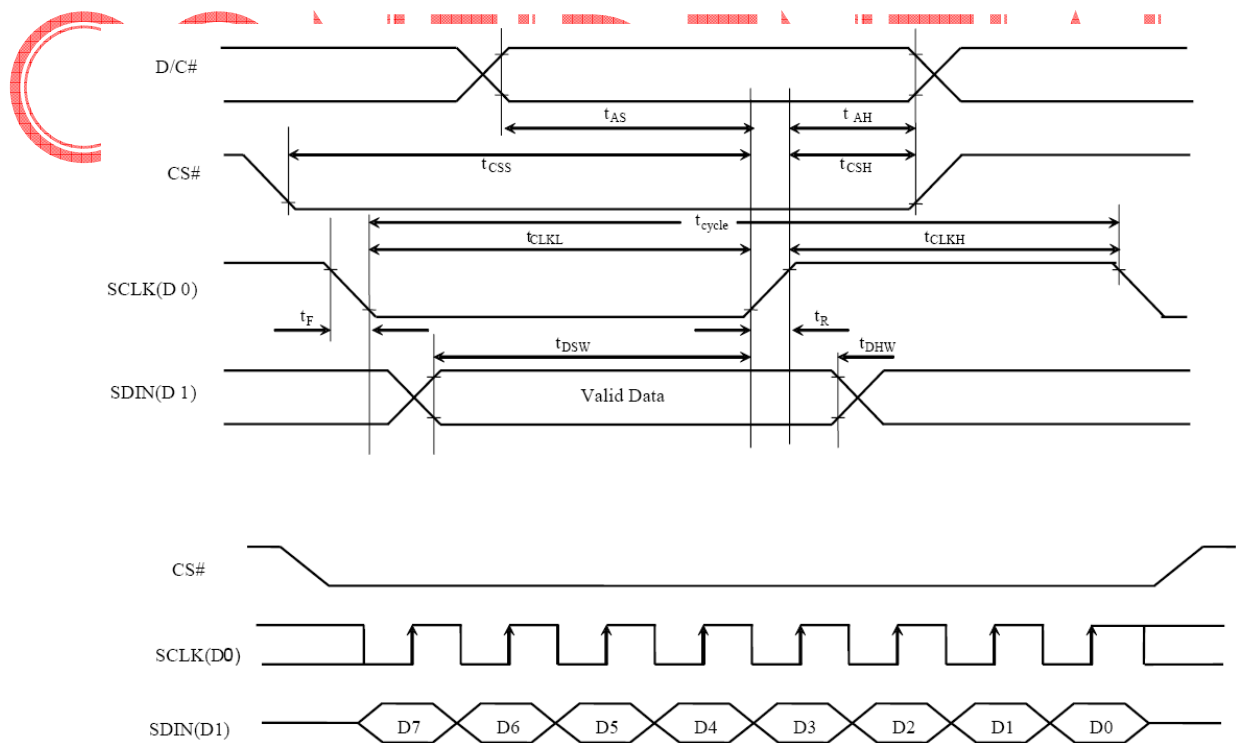 D/C#
tAS
t AH
CS#
tCSS
tCSH
tcycle
tCLKL
tCLKH
SCLK(D 0)
tF
tR
tDSW
tDHW
SDIN(D 1)
Valid Data
CS#
SCLK(D0)
SDIN(D1)
D7 D6 D5 D4 D3 D2 D1 D0